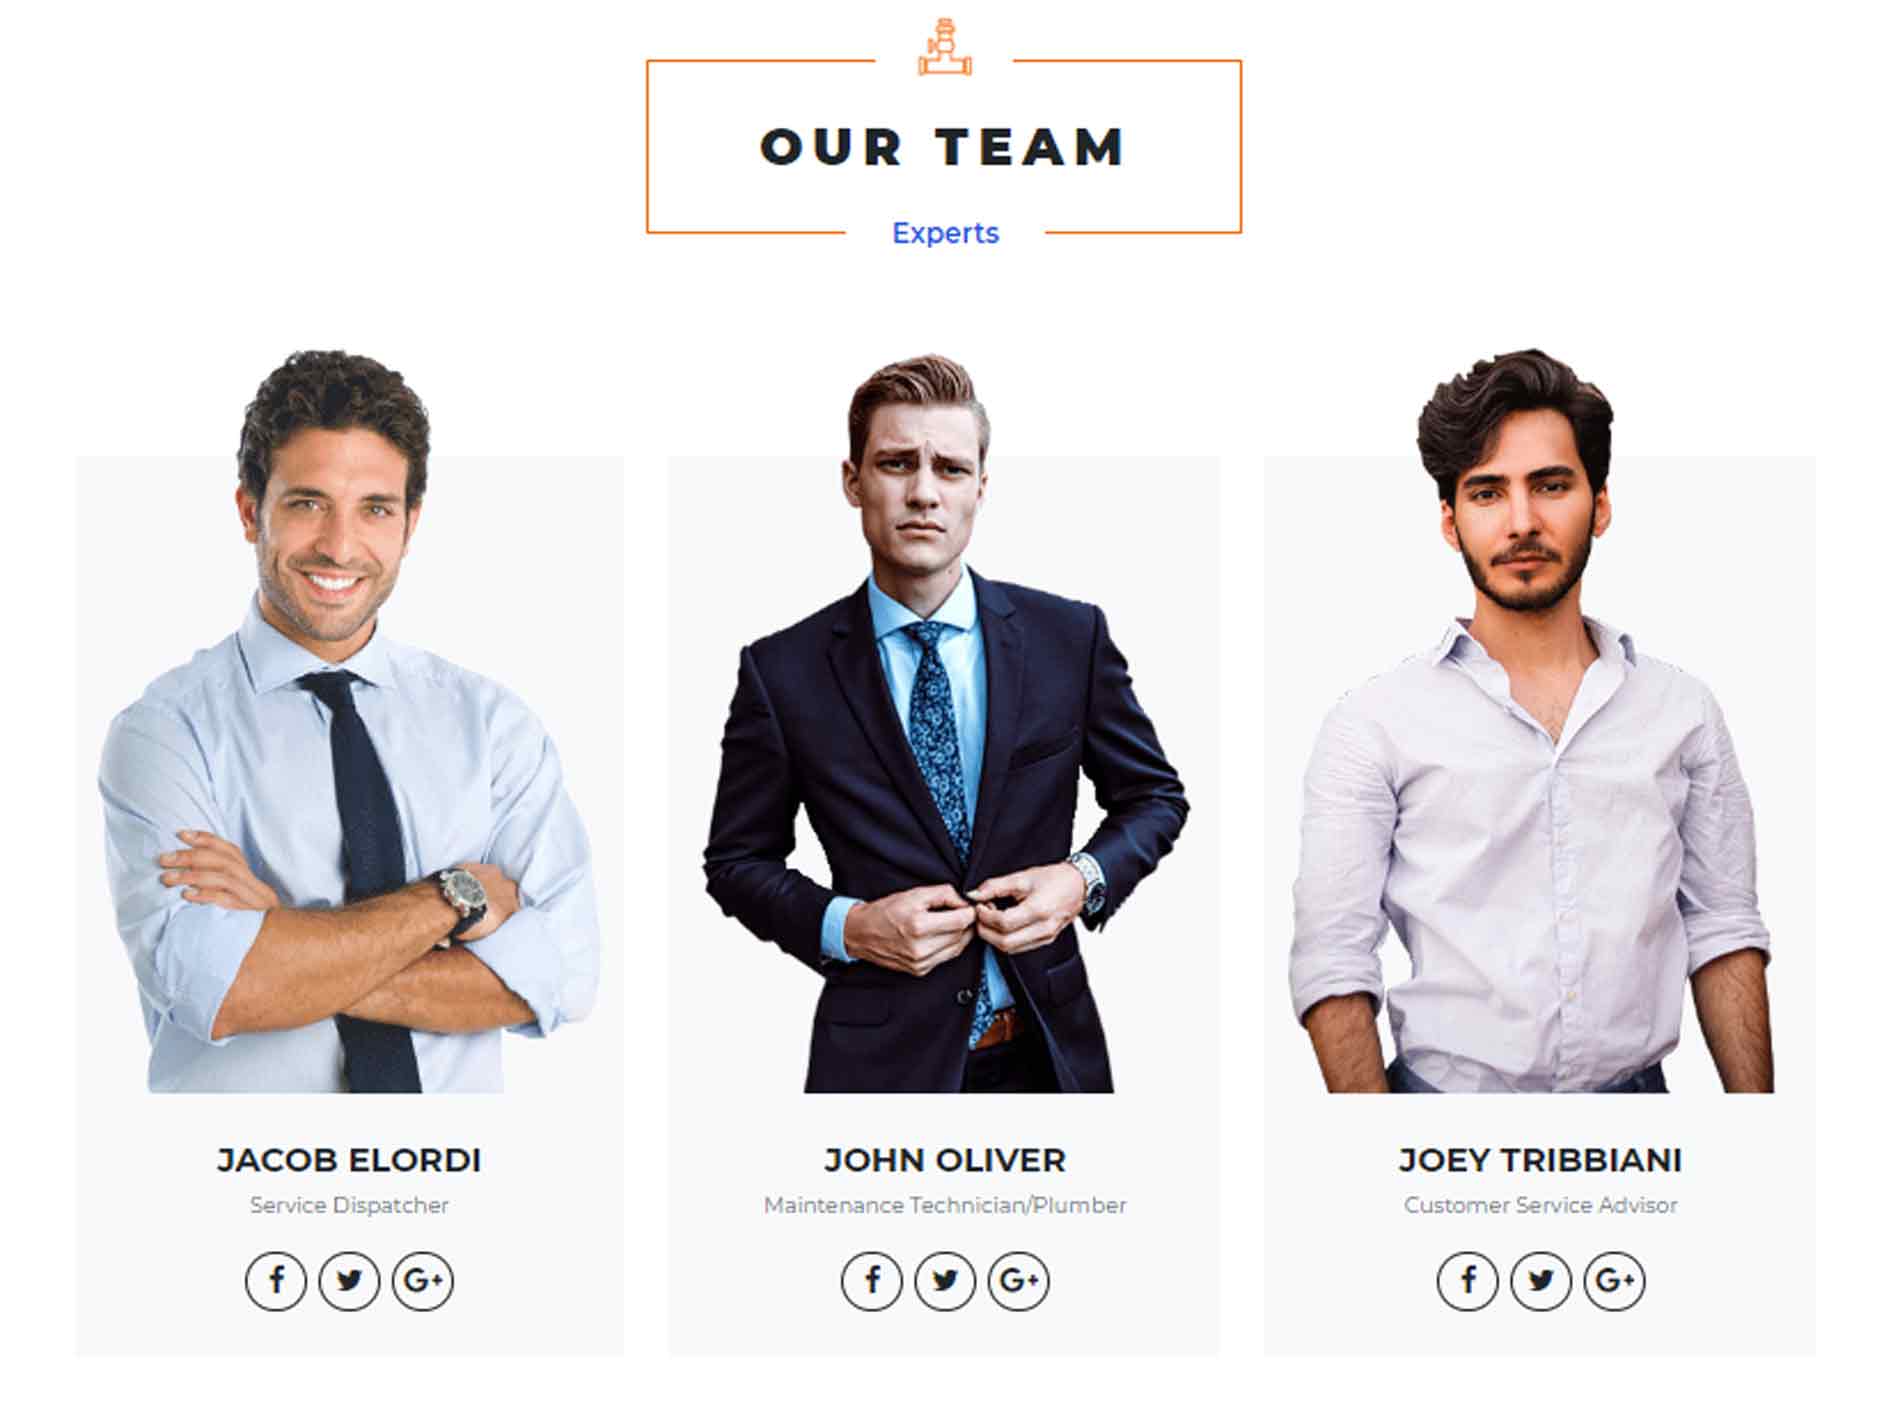 OUR TEAM
Experts
JACOB ELORDI
Service Dispatcher
JOHN OLIVER
Maintenance Technician/Plumber
JOEY TRIBBIANI
Customer Service Advisor
f
G+
f
G+
f
G+